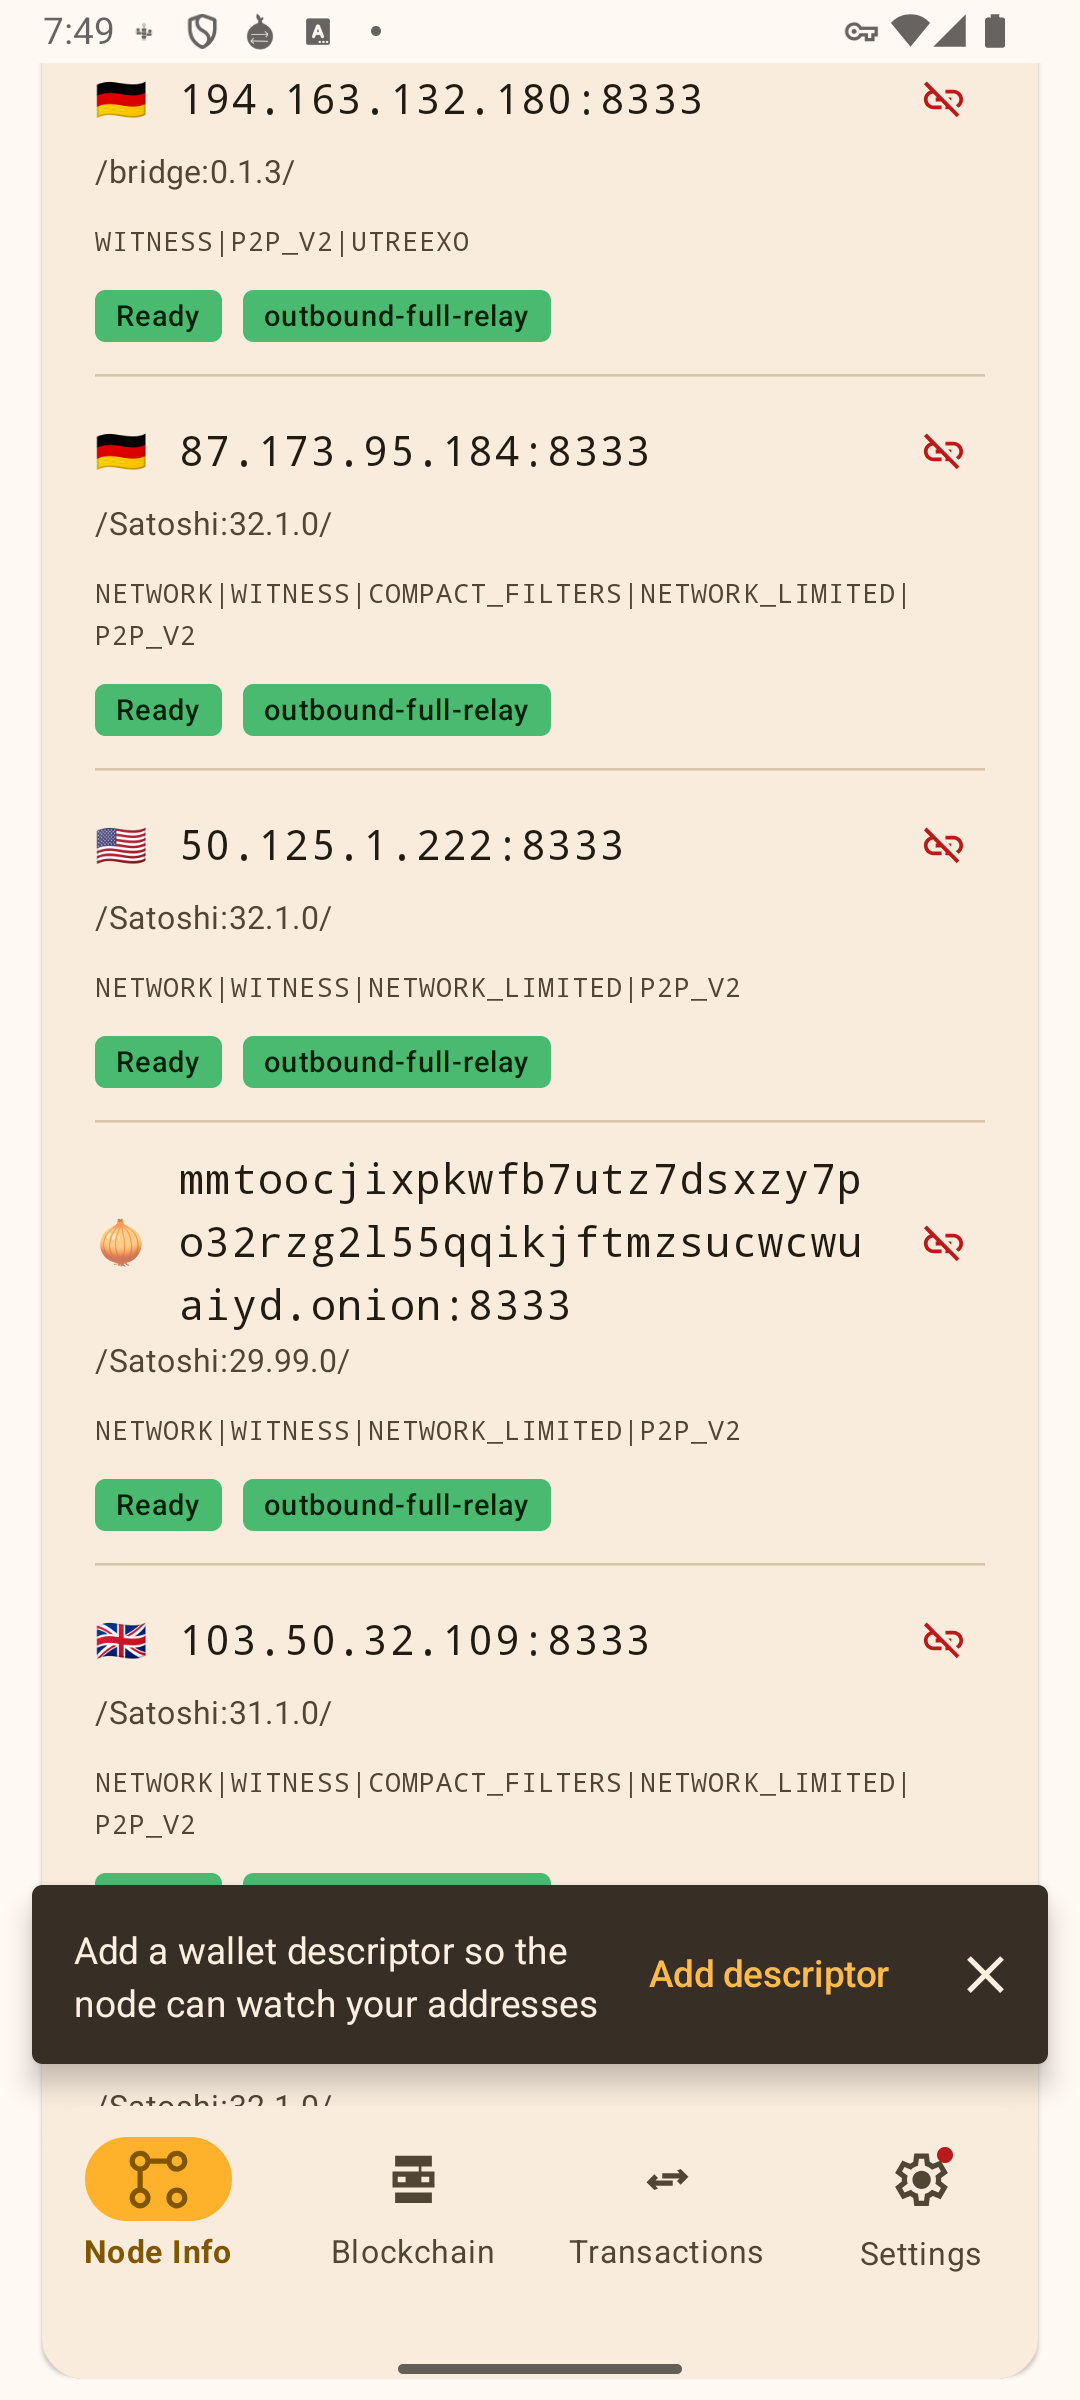 7:49
194.163.132.180:8333
/bridge:0.1.3/
WITNESS|P2P_V2|UTREEXO
Ready outbound-full-relay
87.173.95.184:8333
/Satoshi:32.1.0/
NETWORK|WITNESS|COMPACT_FILTERS|NETWORK_LIMITED|
P2P_V2
Ready outbound-full-relay
50.125.1.222:8333
/Satoshi:32.1.0/
NETWORK|WITNESS|NETWORK_LIMITED|P2P_V2
Ready outbound-full-relay
mmtoocjixpkwfb7utz7dsxzy7p
o32rzg2l55qqikjftmzsucwcwu
aiyd.onion:8333
/Satoshi:29.99.0/
NETWORK|WITNESS|NETWORK_LIMITED|P2P_V2
Ready outbound-full-relay
103.50.32.109:8333
/Satoshi:31.1.0/
NETWORK|WITNESS|COMPACT_FILTERS|NETWORK_LIMITED|
P2P_V2
Add a wallet descriptor so the
node can watch your addresses
Add descriptor
/Satoshi:32.1.0/
Node Info Blockchain Transactions Settings